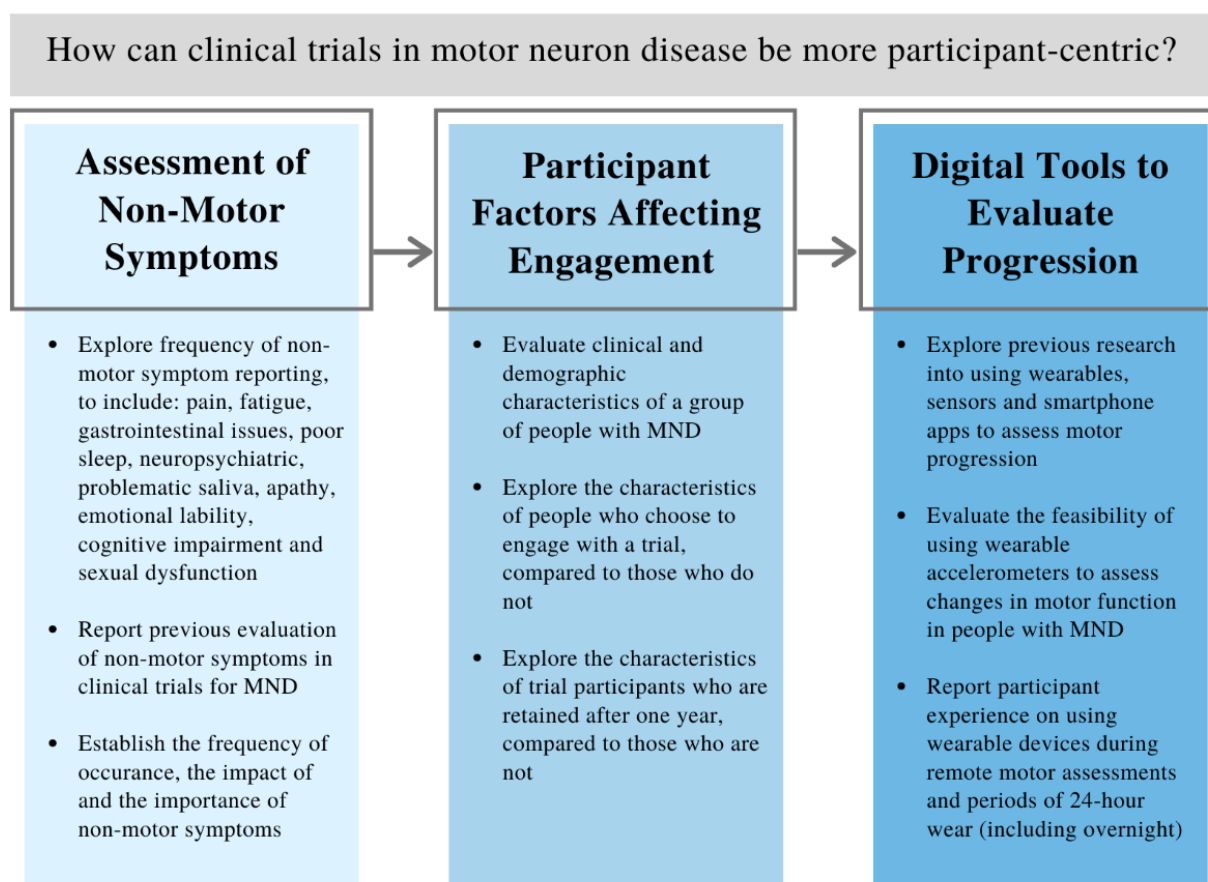 How can clinical trials in motor neuron disease be more participant-centric?
Assessment of
Non-Motor
Symptoms
• Explore frequency of non-
motor symptom reporting,
to include: pain, fatigue,
gastrointestinal issues, poor
sleep, neuropsychiatric,
problematic saliva, apathy,
emotional lability,
cognitive impairment and
sexual dysfunction
• Report previous evaluation
of non-motor symptoms in
clinical trials for MND
• Establish the frequency of
occurance, the impact of
and the importance of
non-motor symptoms
Participant
Factors Affecting
Engagement
• Evaluate clinical and
demographic
characteristics of a group
of people with MND
• Explore the characteristics
of people who choose to
engage with a trial,
compared to those who do
not
• Explore the characteristics
of trial participants who are
retained after one year,
compared to those who are
not
Digital Tools to
Evaluate
Progression
• Explore previous research
into using wearables,
sensors and smartphone
apps to assess motor
progression
• Evaluate the feasibility of
using wearable
accelerometers to assess
changes in motor function
in people with MND
• Report participant
experience on using
wearable devices during
remote motor assessments
and periods of 24-hour
wear (including overnight)